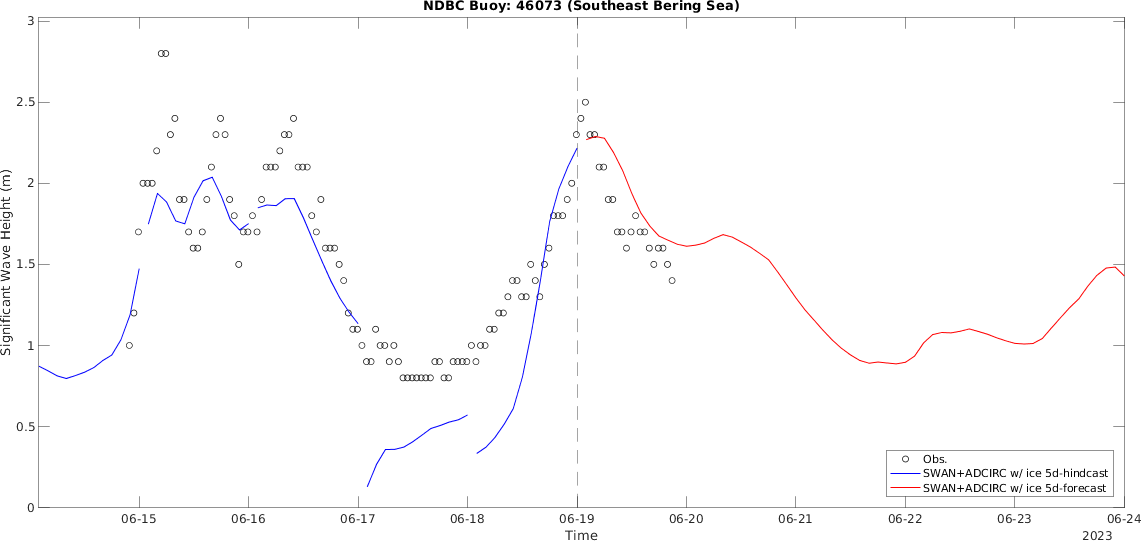 NDBC Buoy: 46073 (Southeast Bering Sea)
3
2.5
2
1.5
1
0.5
0
Significant Wave Height (m)
Obs.
SWAN+ADCIRC w/ ice 5d-hindcast
SWAN+ADCIRC w/ ice 5d-forecast
06-15 06-16 06-17 06-18 06-19 06-20 06-21 06-22 06-23 06-24
Time
2023